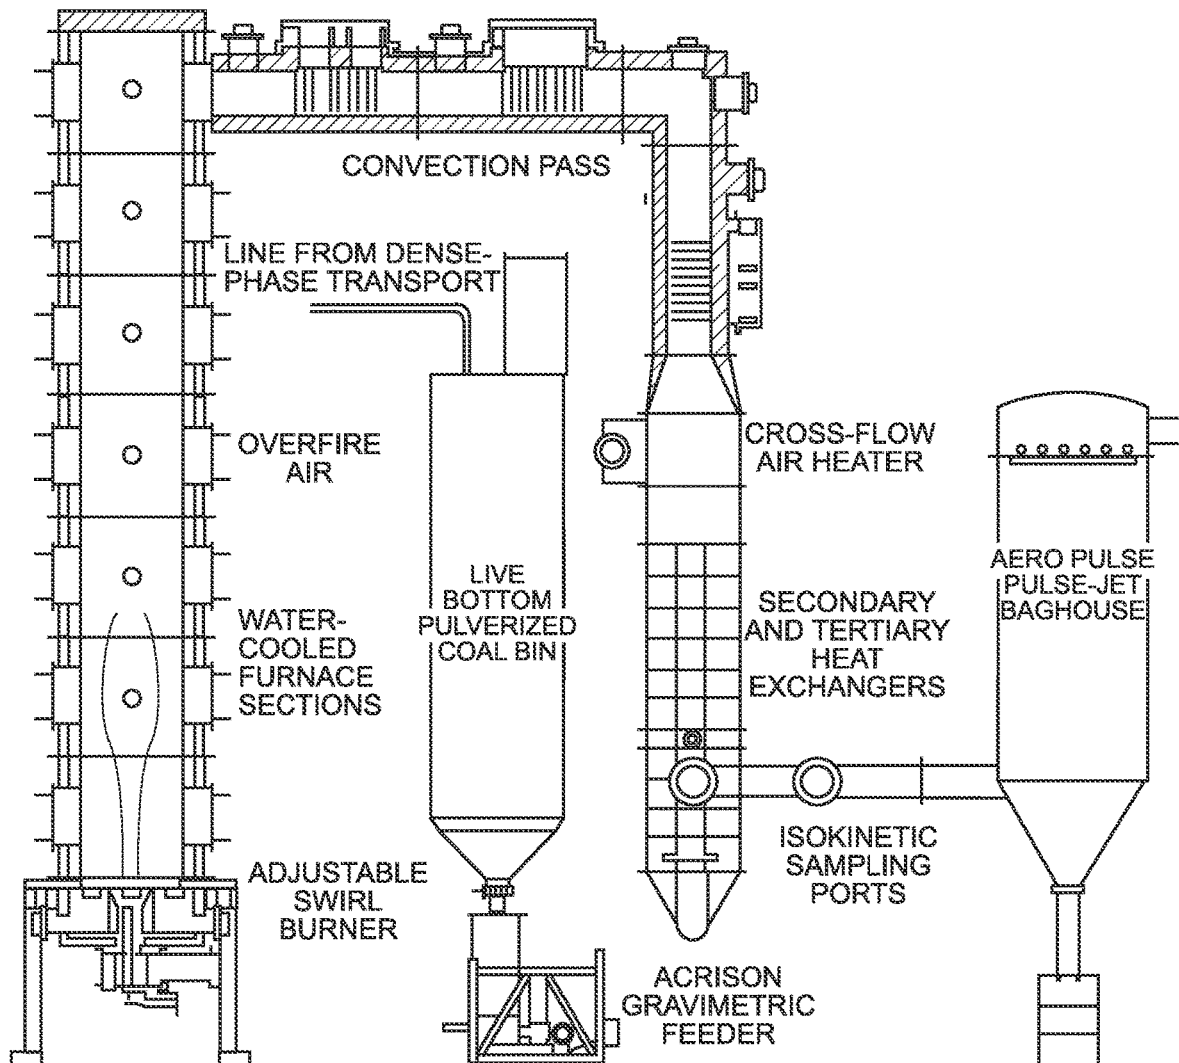 CONVECTION PASS
LINE FROM DENSE-
PHASE TRANSPORT
OVERFIRE
AIR
CROSS-FLOW
AIR HEATER
LIVE
BOTTOM
PULVERIZED
COAL BIN
AERO PULSE
PULSE-JET
BAGHOUSE
SECONDARY
AND TERTIARY
HEAT
EXCHANGERS
WATER-
COOLED
FURNACE
SECTIONS
ISOKINETIC
SAMPLING
PORTS
ADJUSTABLE
SWIRL
BURNER
ACRISON
GRAVIMETRIC
FEEDER